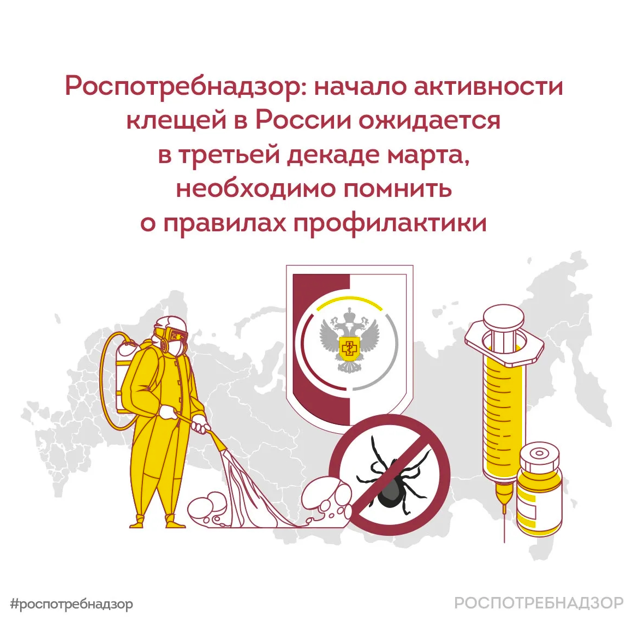 Роспотребнадзор: начало активности
клещей в России ожидается
в третьей декаде марта,
необходимо помнить
о правилах профилактики
#роспотребнадзор
РОСПОТРЕБНАДЗОР